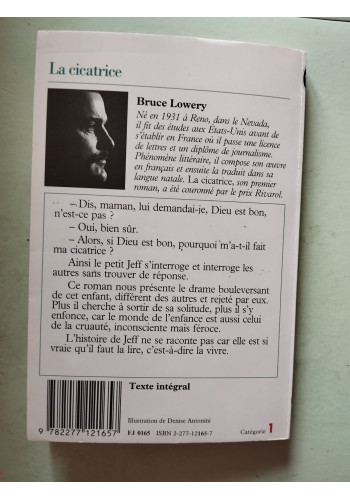 La cicatrice
Bruce Lowery
Né en 1931 à Reno, dans le Nevada,
il fit des études aux États-Unis avant de
s'établir en France où il passe une licence
de lettres et un diplôme de journalisme.
Phénomène littéraire, il compose son œuvre
en français et ensuite la traduit dans sa
langue natale. La cicatrice, son premier
roman, a été couronné par le prix Rivarol.
– Dis, maman, lui demandai-je, Dieu est bon,
n'est-ce pas ?
– Oui, bien sûr.
– Alors, si Dieu est bon, pourquoi m'a-t-il fait
ma cicatrice ?
Ainsi le petit Jeff s'interroge et interroge les
autres sans trouver de réponse.
Ce roman nous présente le drame bouleversant
de cet enfant, différent des autres et rejeté par eux.
Plus il cherche à sortir de sa solitude, plus il s'y
enfonce, car le monde de l'enfance est aussi celui
de la cruauté, inconsciente mais féroce.
L'histoire de Jeff ne se raconte pas car elle est si
vraie qu'il faut la lire, c'est-à-dire la vivre.
Texte intégral
Illustration de Denise Antonini
9 782277 121657
EJ 0165 ISBN 2-277-12165-7
Catégorie 1